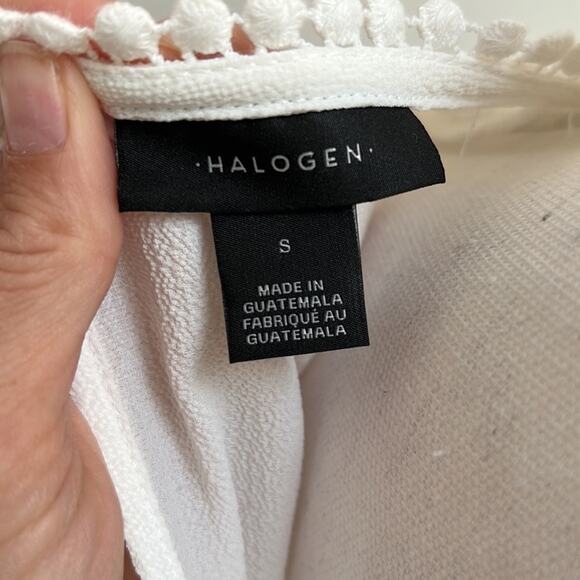 ·HALOGEN·
S
MADE IN
GUATEMALA
FABRIQUÉ AU
GUATEMALA